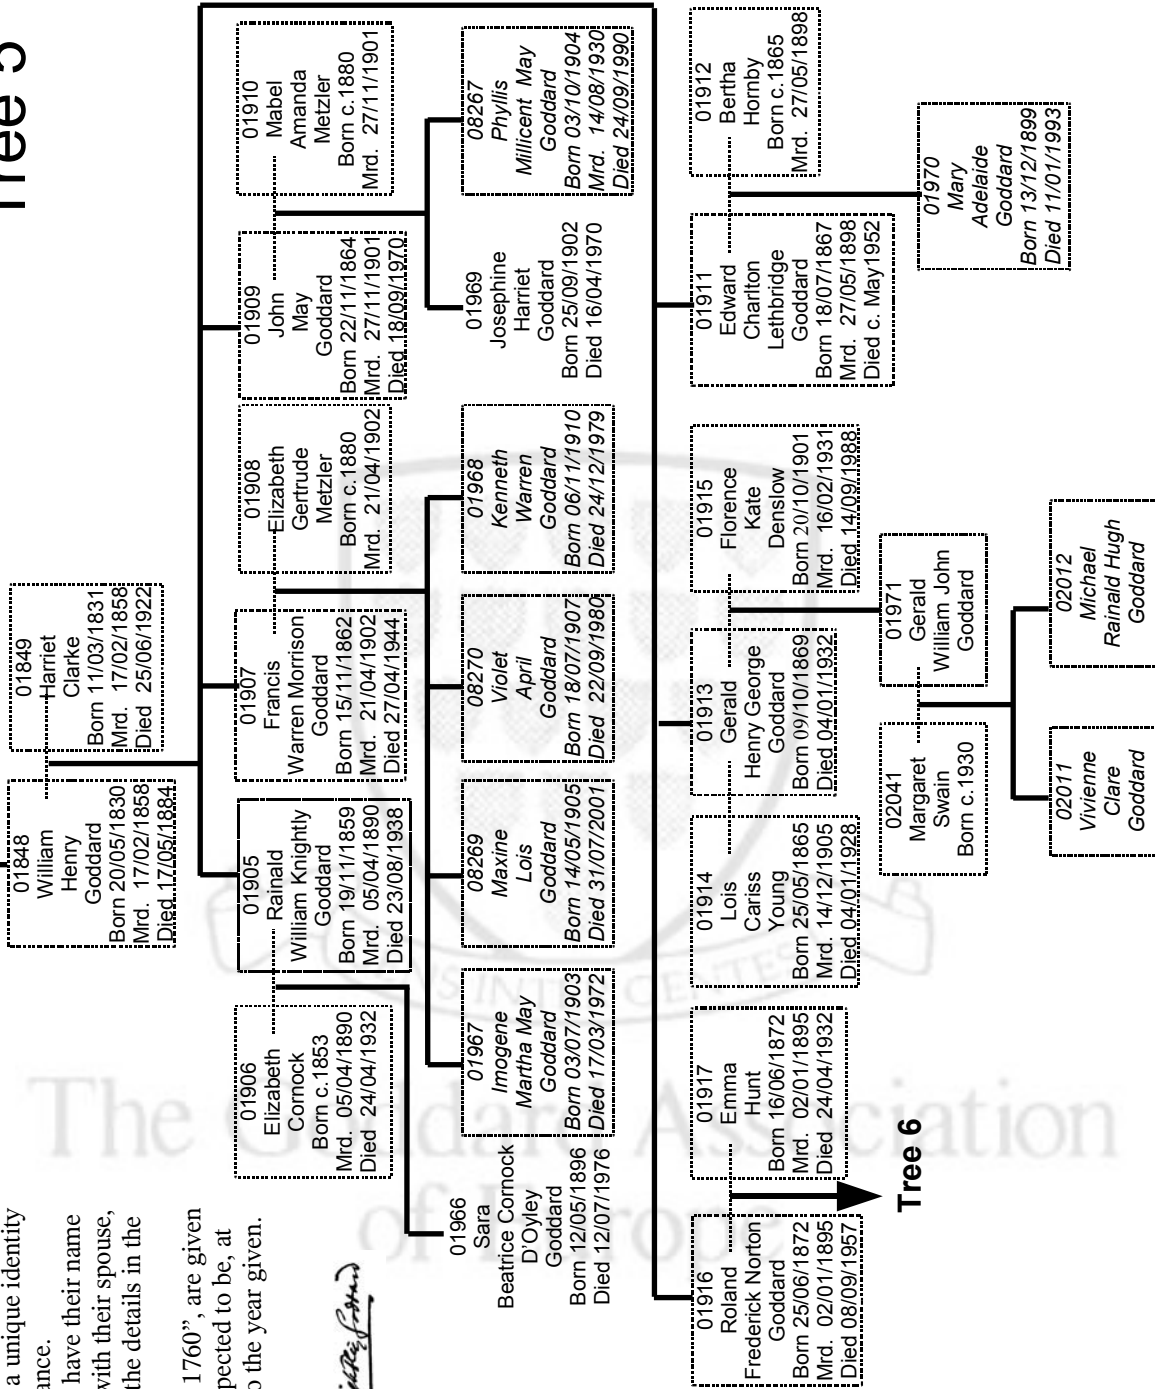 Tree 5
a unique identity
ance.
have their name
with their spouse,
the details in the
1760”, are given
pected to be, at
o the year given.
01848
William
Henry
Goddard
Born 20/05/1830
Mrd. 17/02/1858
Died 17/05/1884
01849
Harriet
Clarke
Born 11/03/1831
Mrd. 17/02/1858
Died 25/06/1922
01906
Elizabeth
Cornock
Born c.1853
Mrd. 05/04/1890
Died 24/04/1932
01905
Rainald
William Knightly
Goddard
Born 19/11/1859
Mrd. 05/04/1890
Died 23/08/1938
01907
Francis
Warren Morrison
Goddard
Born 15/11/1862
Mrd. 21/04/1902
Died 27/04/1944
01908
Elizabeth
Gertrude
Metzler
Born c.1880
Mrd. 21/04/1902
01909
John
May
Goddard
Born 22/11/1864
Mrd. 27/11/1901
Died 18/09/1970
01910
Mabel
Amanda
Metzler
Born c.1880
Mrd. 27/11/1901
01966
Sara
Beatrice Cornock
D'Oyley
Goddard
Born 12/05/1896
Died 12/07/1976
01967
Imogene
Martha May
Goddard
Born 03/07/1903
Died 17/03/1972
08269
Maxine
Lois
Goddard
Born 14/05/1905
Died 31/07/2001
08270
Violet
April
Goddard
Born 18/07/1907
Died 22/09/1980
01968
Kenneth
Warren
Goddard
Born 06/11/1910
Died 24/12/1979
01969
Josephine
Harriet
Goddard
Born 25/09/1902
Died 16/04/1970
08267
Phyllis
Millicent May
Goddard
Born 03/10/1904
Mrd. 14/08/1930
Died 24/09/1990
01916
Roland
Frederick Norton
Goddard
Born 25/06/1872
Mrd. 02/01/1895
Died 08/09/1957
01917
Emma
Hunt
Born 16/06/1872
Mrd. 02/01/1895
Died 24/04/1932
01914
Lois
Cariss
Young
Born 25/05/1865
Mrd. 14/12/1905
Died 04/01/1928
01913
Gerald
Henry George
Goddard
Born 09/10/1869
Died 04/01/1932
01915
Florence
Kate
Denslow
Born 20/10/1901
Mrd. 16/02/1931
Died 14/09/1988
01911
Edward
Charlton
Lethbridge
Goddard
Born 18/07/1867
Mrd. 27/05/1898
Died c. May1952
01912
Bertha
Hornby
Born c.1865
Mrd. 27/05/1898
Tree 6
02041
Margaret
Swain
Born c.1930
01971
Gerald
William John
Goddard
01970
Mary
Adelaide
Goddard
Born 13/12/1899
Died 11/01/1993
02011
Vivienne
Clare
Goddard
02012
Michael
Rainald Hugh
Goddard
The Goddard Association
of Europe